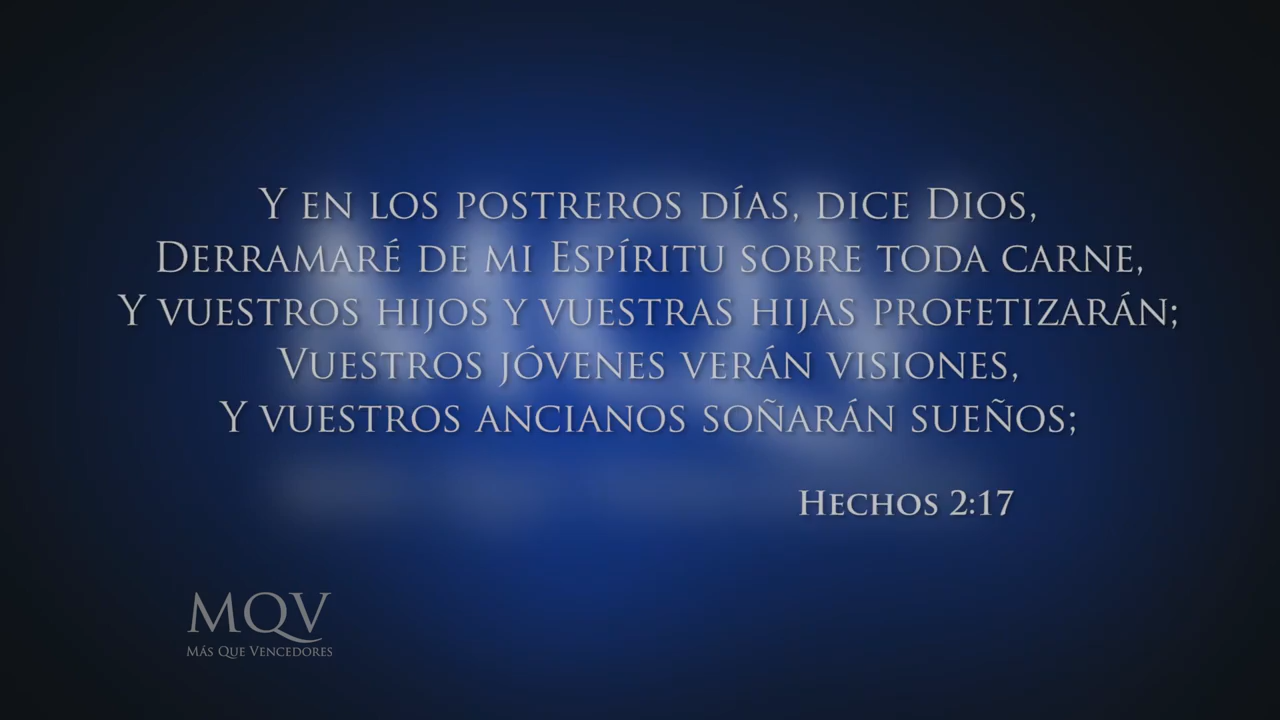 Y en los postreros días, dice Dios,
Derramaré de mi Espíritu sobre toda carne,
Y vuestros hijos y vuestras hijas profetizarán;
Vuestros jóvenes verán visiones,
Y vuestros ancianos soñarán sueños;
Hechos 2:17
MQV
Más Que Vencedores